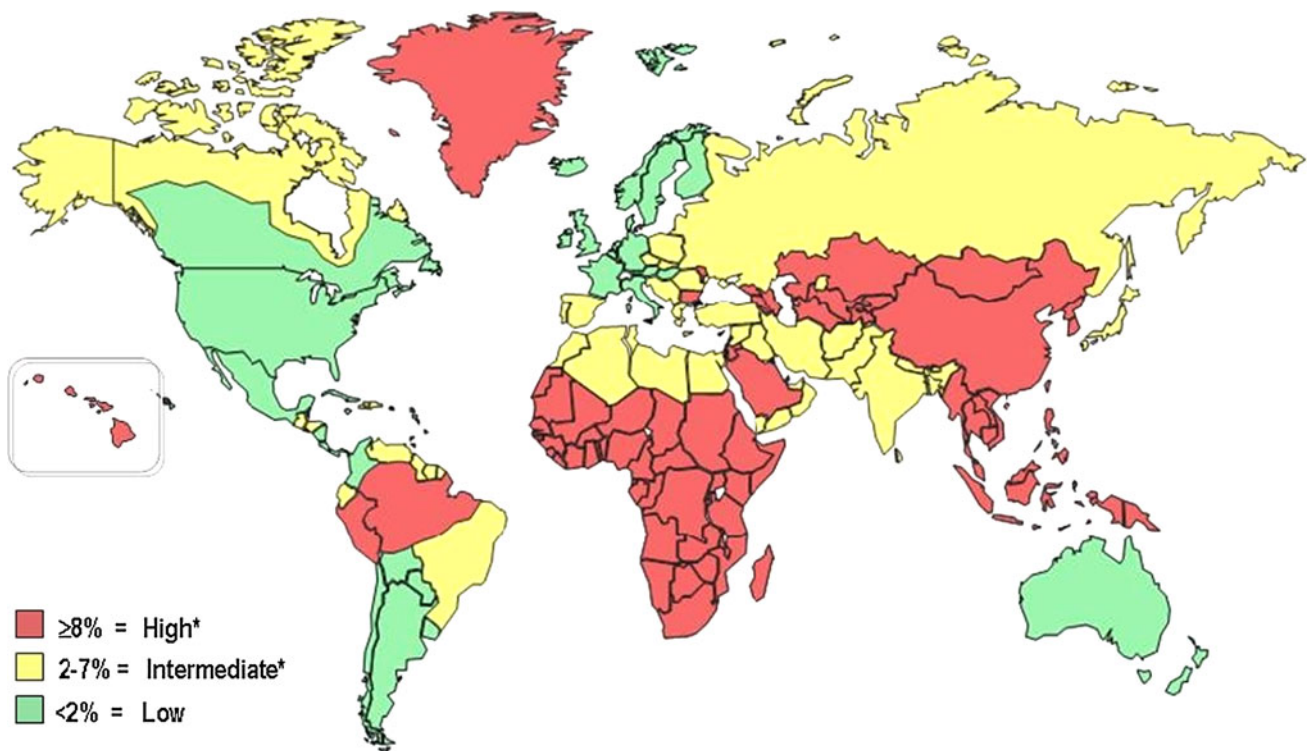 ≥8% = High*
2-7% = Intermediate*
<2% = Low